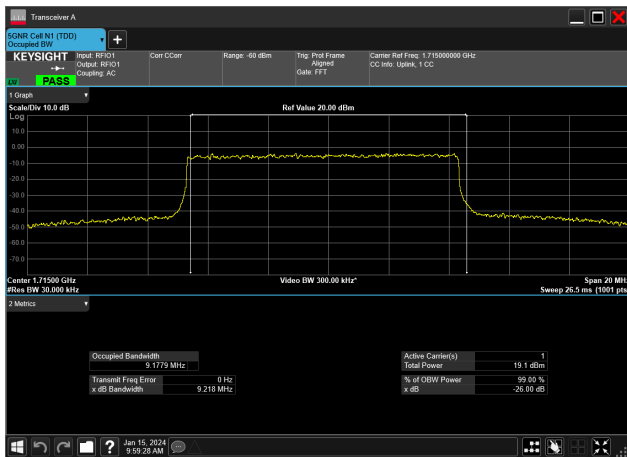 Transceiver A
5GNR Cell N1 (TDD)
Occupied BW
KEYSIGHT
LXI
PASS
Input: RFIO1
Output: RFIO1
Coupling: AC
Corr CCorr
Range: -60 dBm
Trig: Prot Frame
Aligned
Gate: FFT
Carrier Ref Freq: 1.715000000 GHz
CC Info: Uplink, 1 CC
1 Graph
Scale/Div 10.0 dB
Ref Value 20.00 dBm
Log
10.0
0.00
-10.0
-20.0
-30.0
-40.0
-50.0
-60.0
-70.0
Center 1.71500 GHz
Video BW 300.00 kHz*
Span 20 MHz
#Res BW 30.000 kHz
Sweep 26.5 ms (1001 pts
2 Metrics
Occupied Bandwidth
9.1779 MHz
Active Carrier(s) 1
Total Power 19.1 dBm
Transmit Freq Error 0 Hz
x dB Bandwidth 9.218 MHz
% of OBW Power 99.00 %
x dB -26.00 dB
Jan 15, 2024
9:59:28 AM